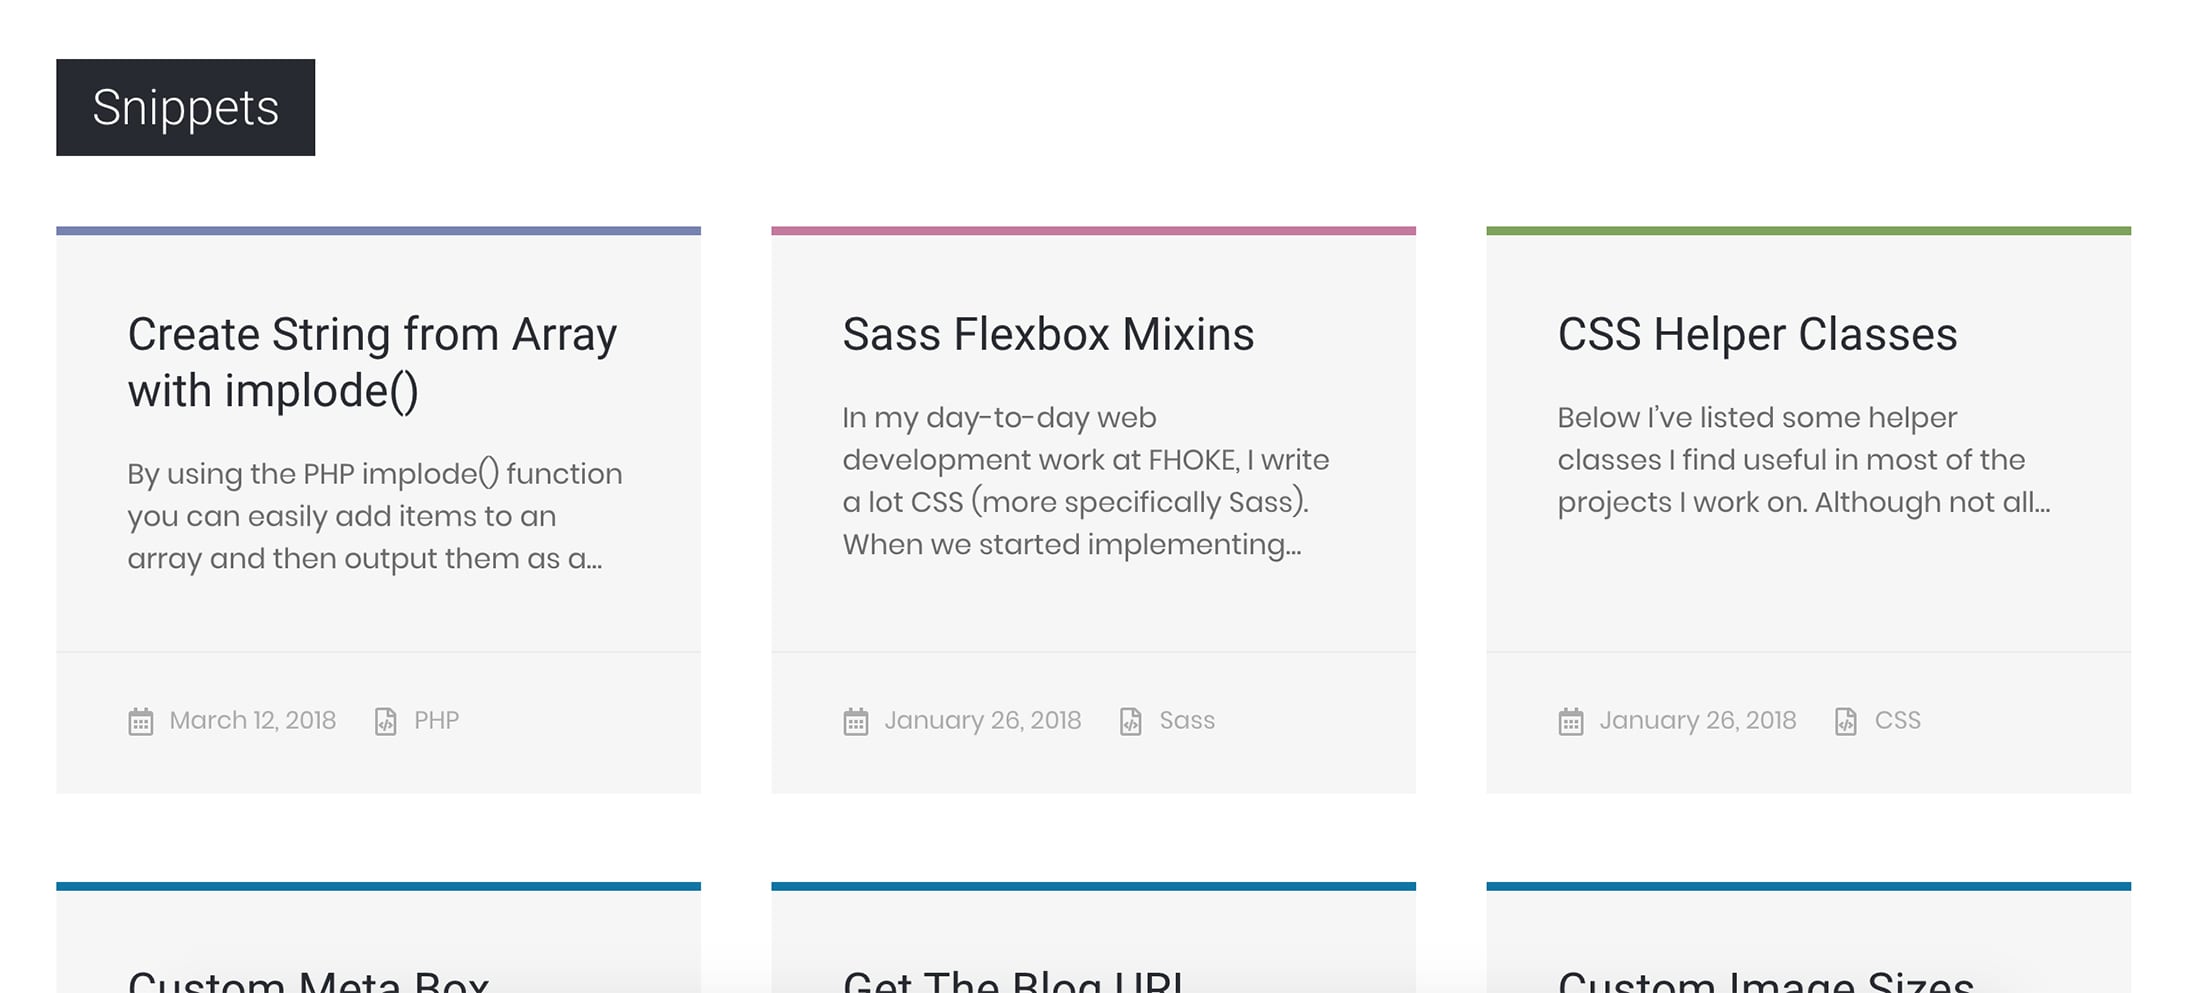 Snippets
Create String from Array
with implode()
By using the PHP implode() function
you can easily add items to an
array and then output them as a...
March 12, 2018 PHP
Sass Flexbox Mixins
In my day-to-day web
development work at FHOKE, I write
a lot CSS (more specifically Sass).
When we started implementing...
January 26, 2018 Sass
CSS Helper Classes
Below I’ve listed some helper
classes I find useful in most of the
projects I work on. Although not all...
January 26, 2018 CSS
Custom Meta Box
Get The Blog URL
Custom Image Sizes